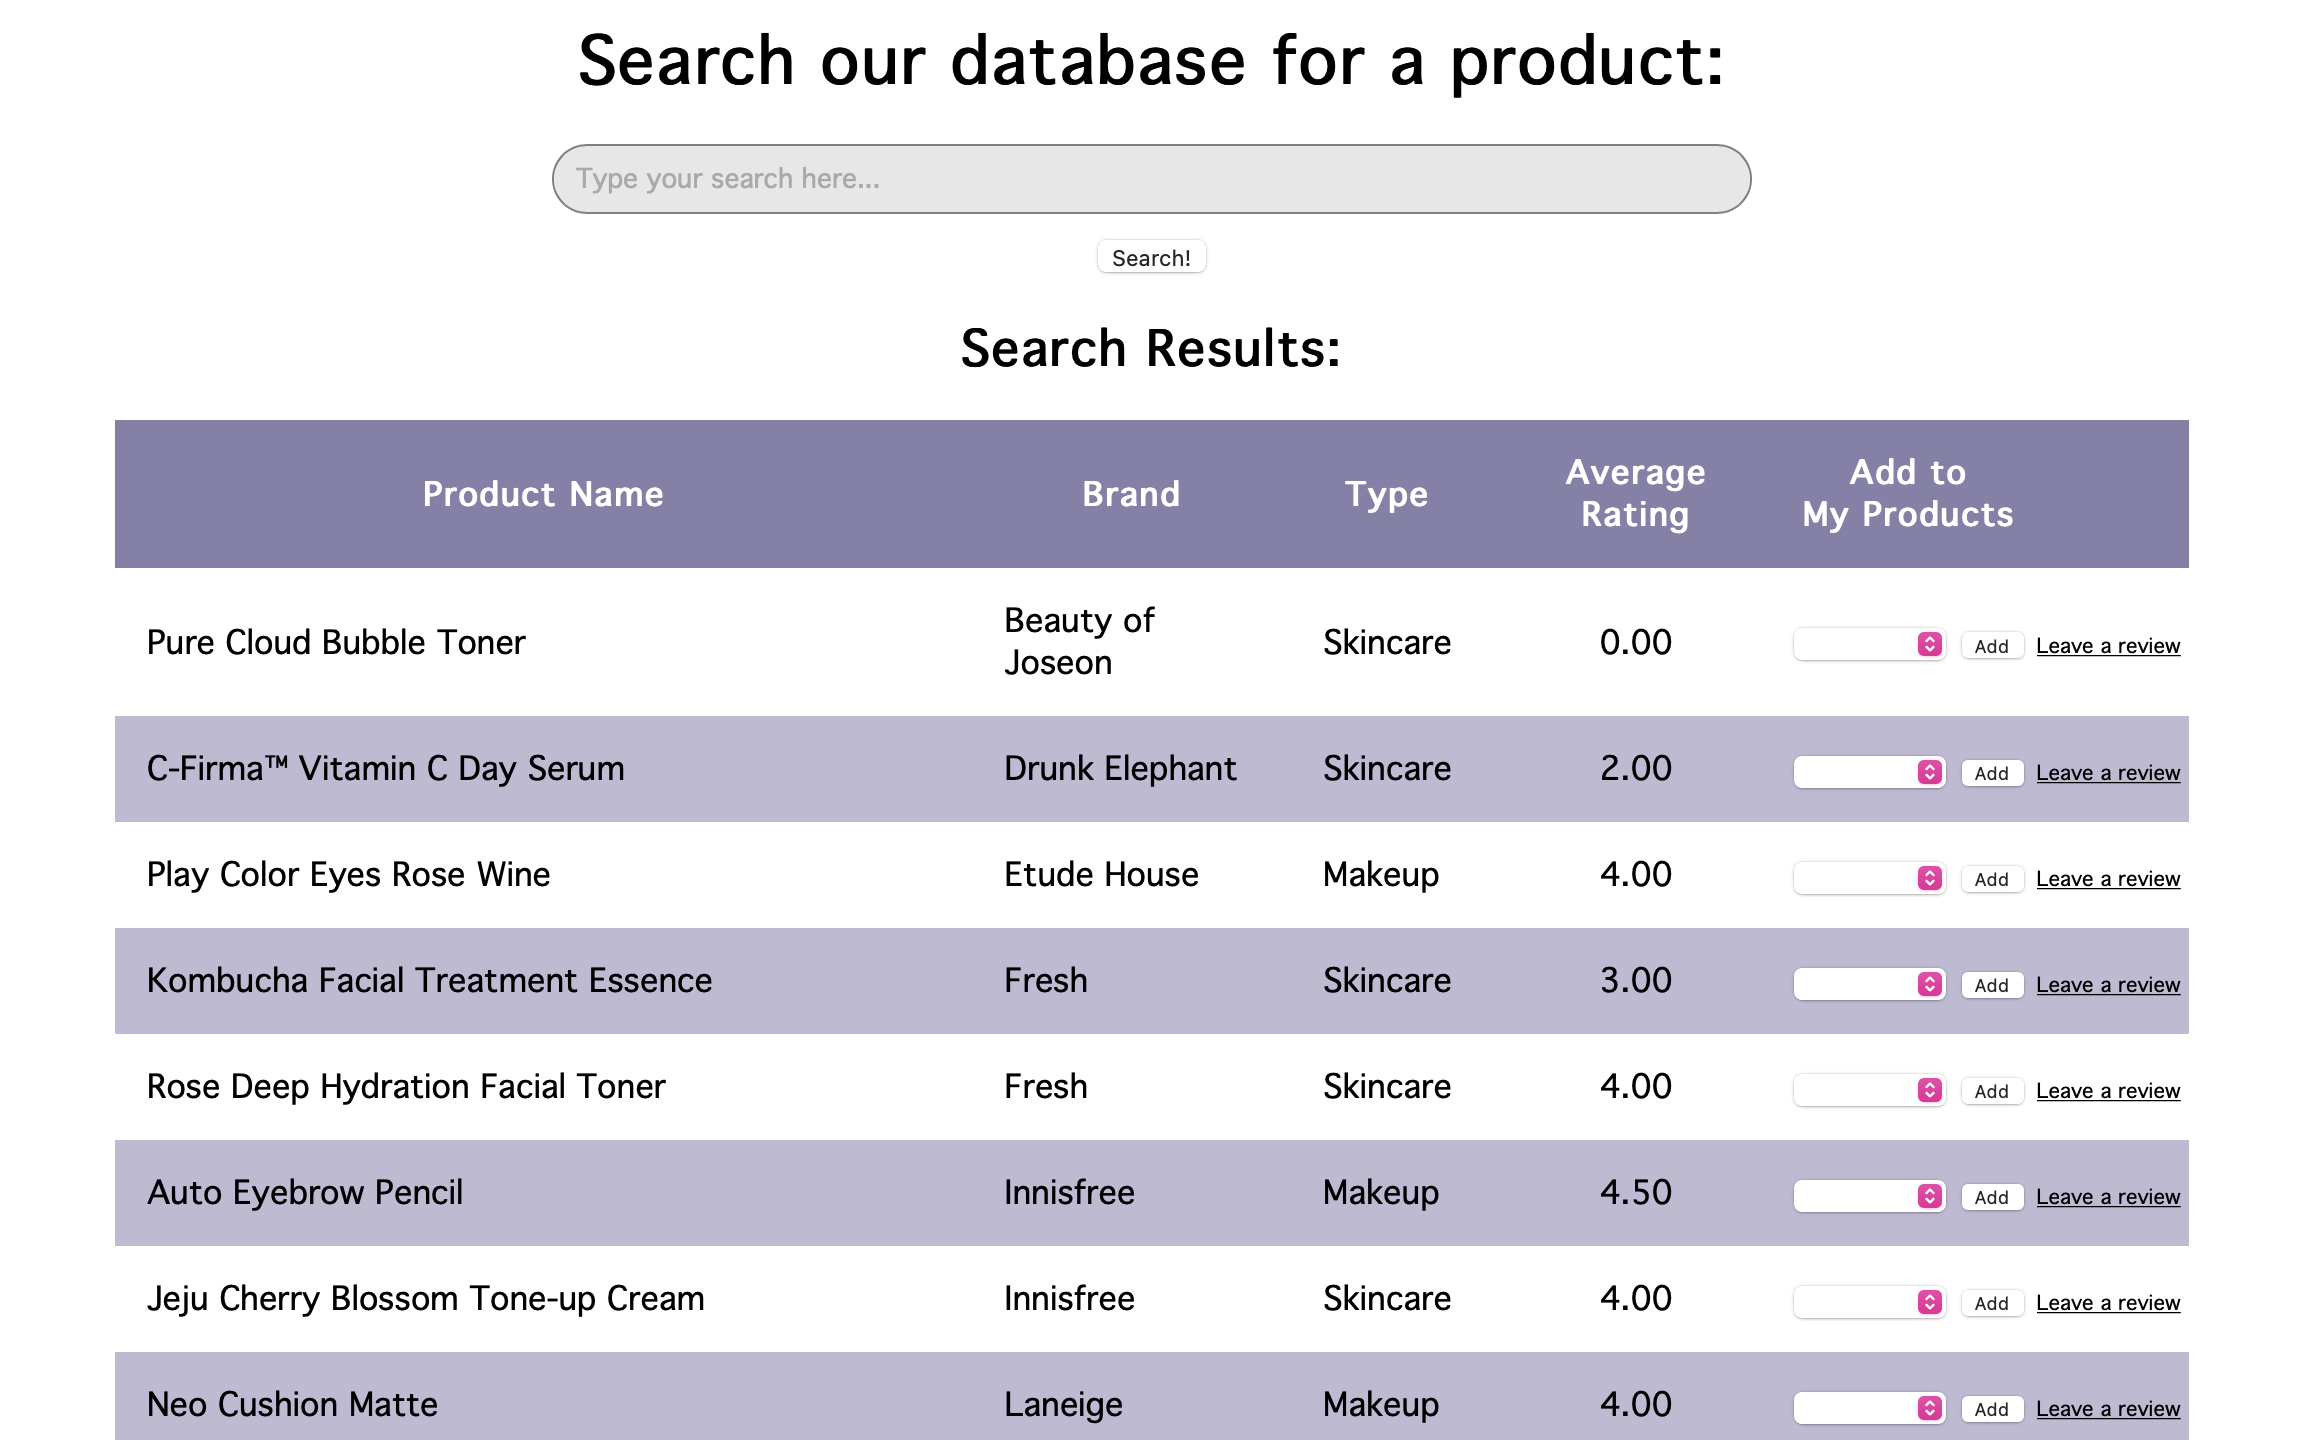 Search our database for a product:
Type your search here...
Search!
Search Results:
Product Name Brand Type Average Rating Add to My Products
Pure Cloud Bubble Toner Beauty of Joseon Skincare 0.00 Add Leave a review
C-Firma™ Vitamin C Day Serum Drunk Elephant Skincare 2.00 Add Leave a review
Play Color Eyes Rose Wine Etude House Makeup 4.00 Add Leave a review
Kombucha Facial Treatment Essence Fresh Skincare 3.00 Add Leave a review
Rose Deep Hydration Facial Toner Fresh Skincare 4.00 Add Leave a review
Auto Eyebrow Pencil Innisfree Makeup 4.50 Add Leave a review
Jeju Cherry Blossom Tone-up Cream Innisfree Skincare 4.00 Add Leave a review
Neo Cushion Matte Laneige Makeup 4.00 Add Leave a review